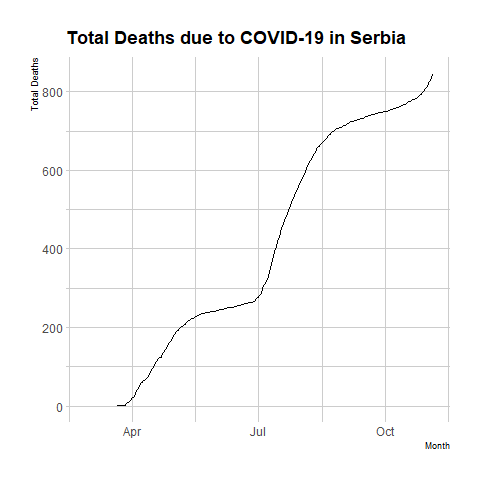 Total Deaths due to COVID-19 in Serbia
Total Deaths
800
600
400
200
0
Apr Jul Oct
Month